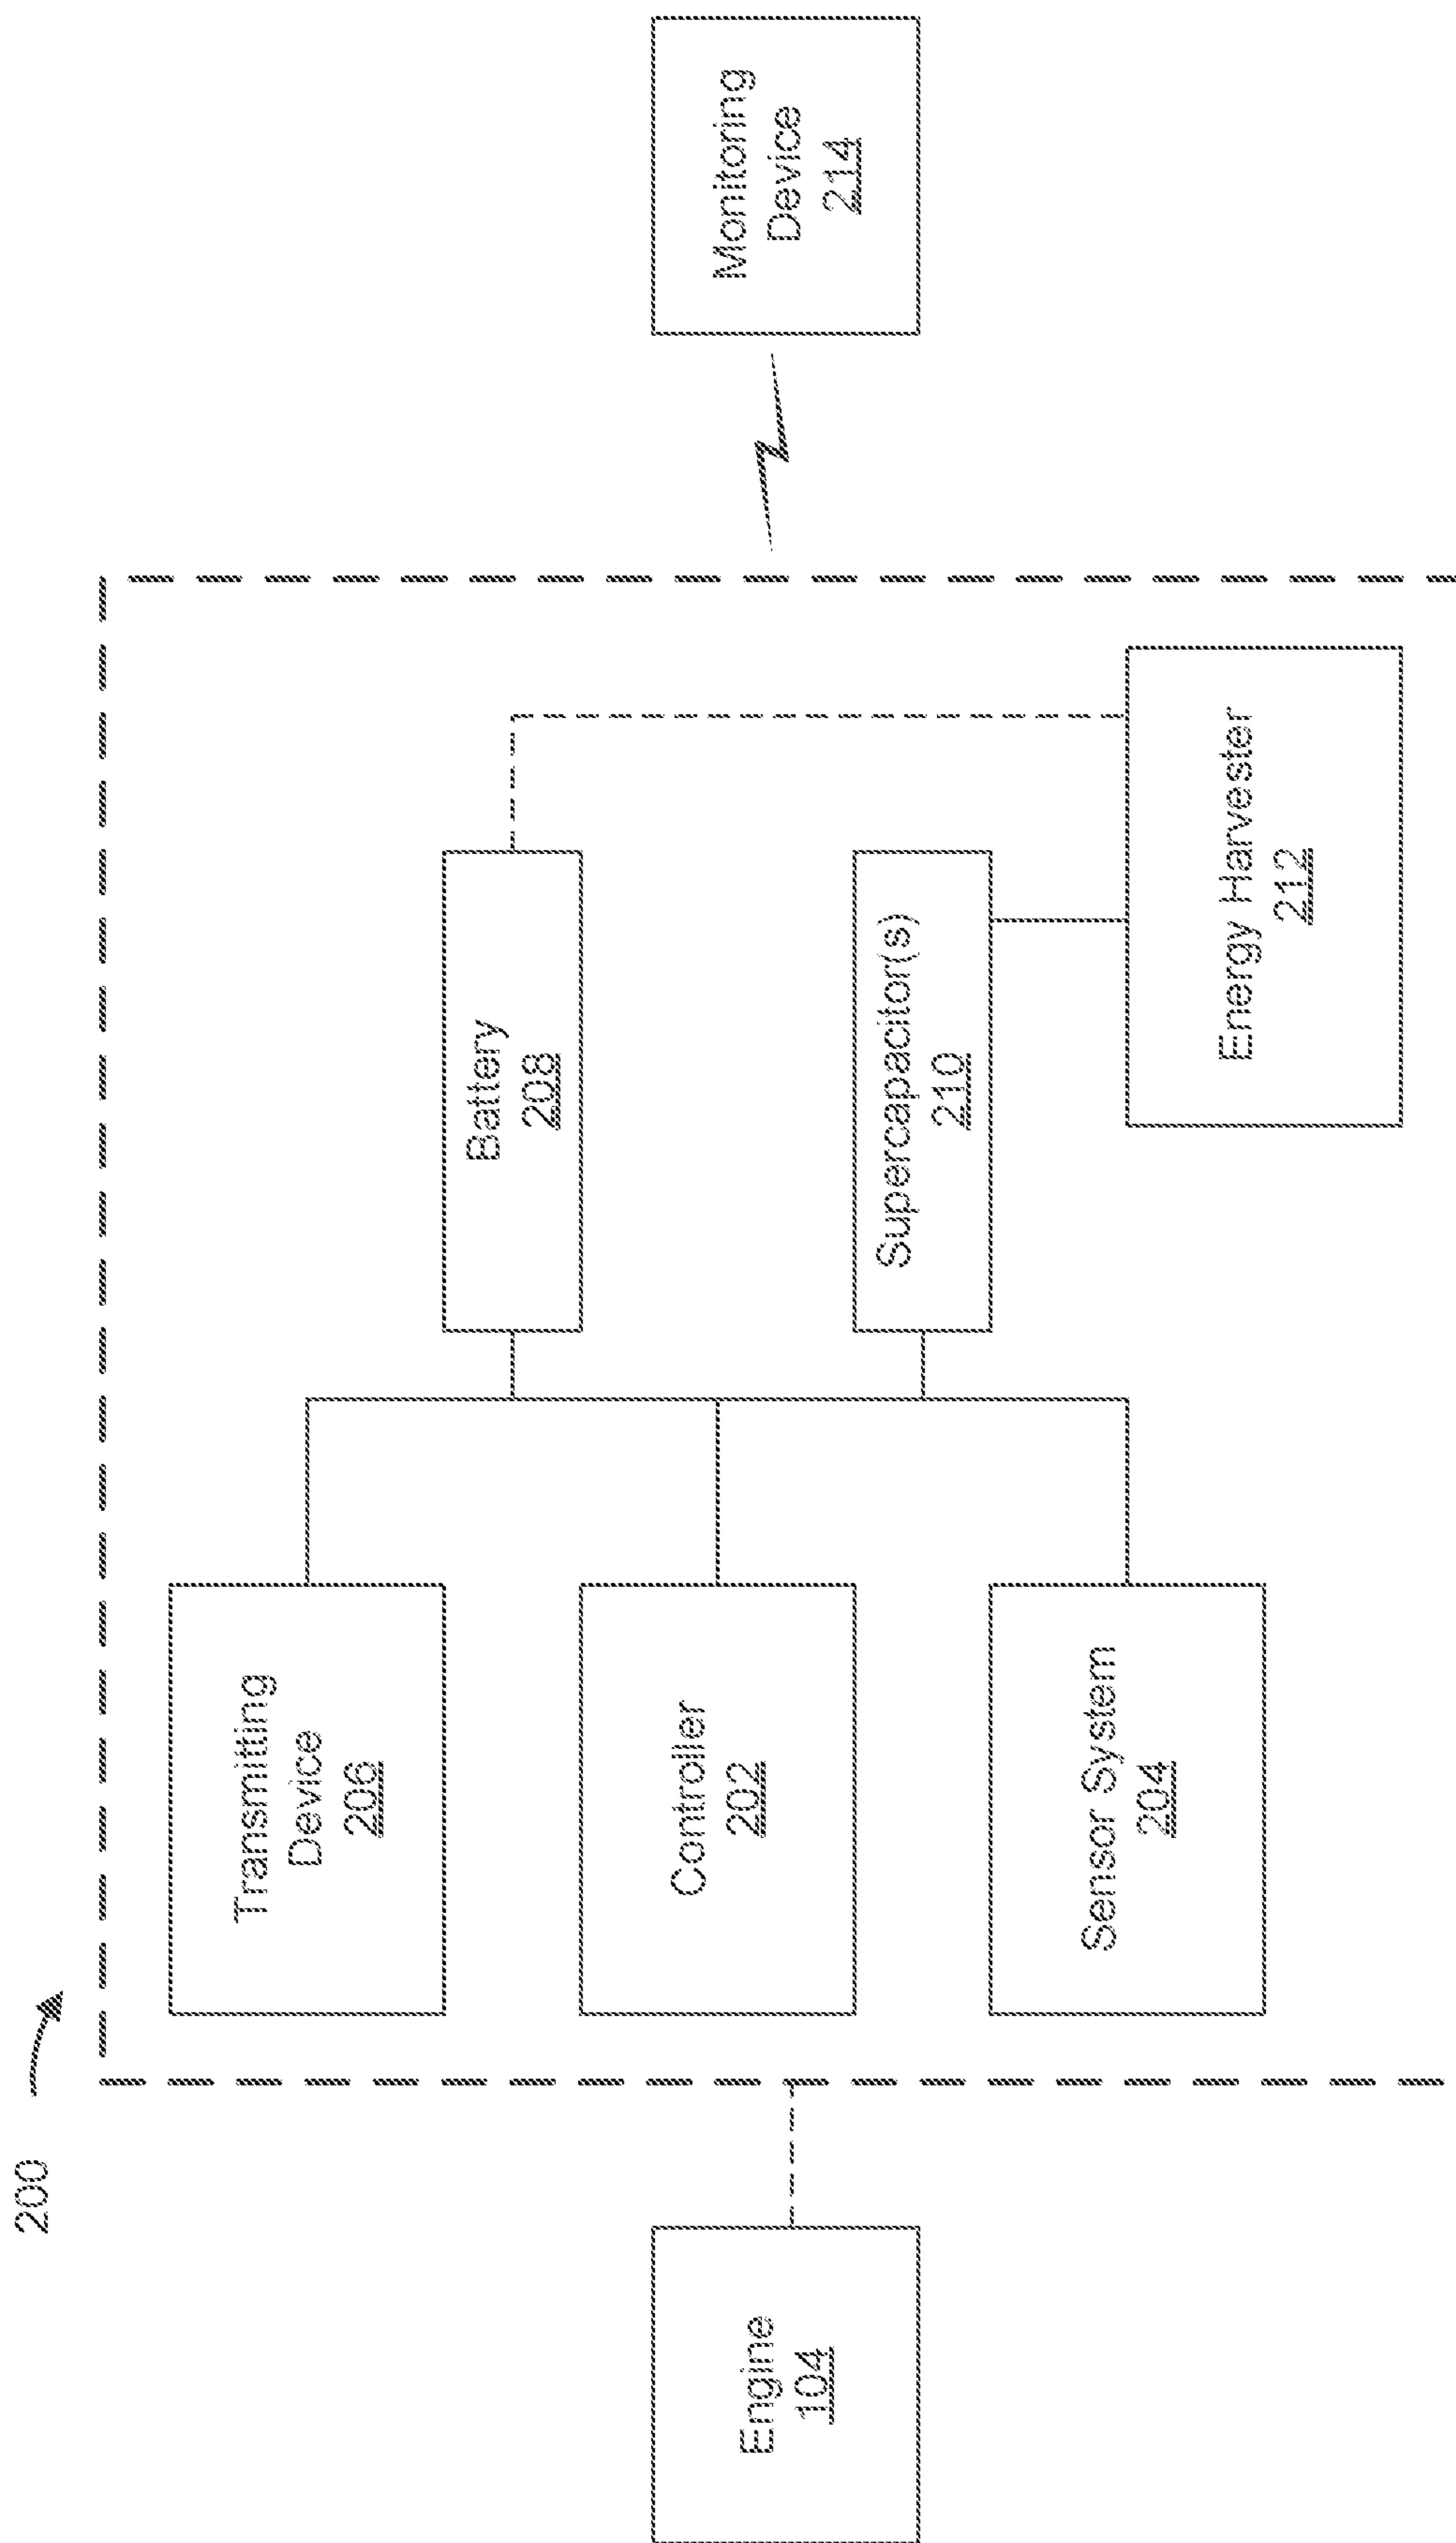 200
Engine
104
Transmitting
Device
206
Controller
202
Sensor System
204
Battery
208
Supercapacitor(s)
210
Energy Harvester
212
Monitoring
Device
214